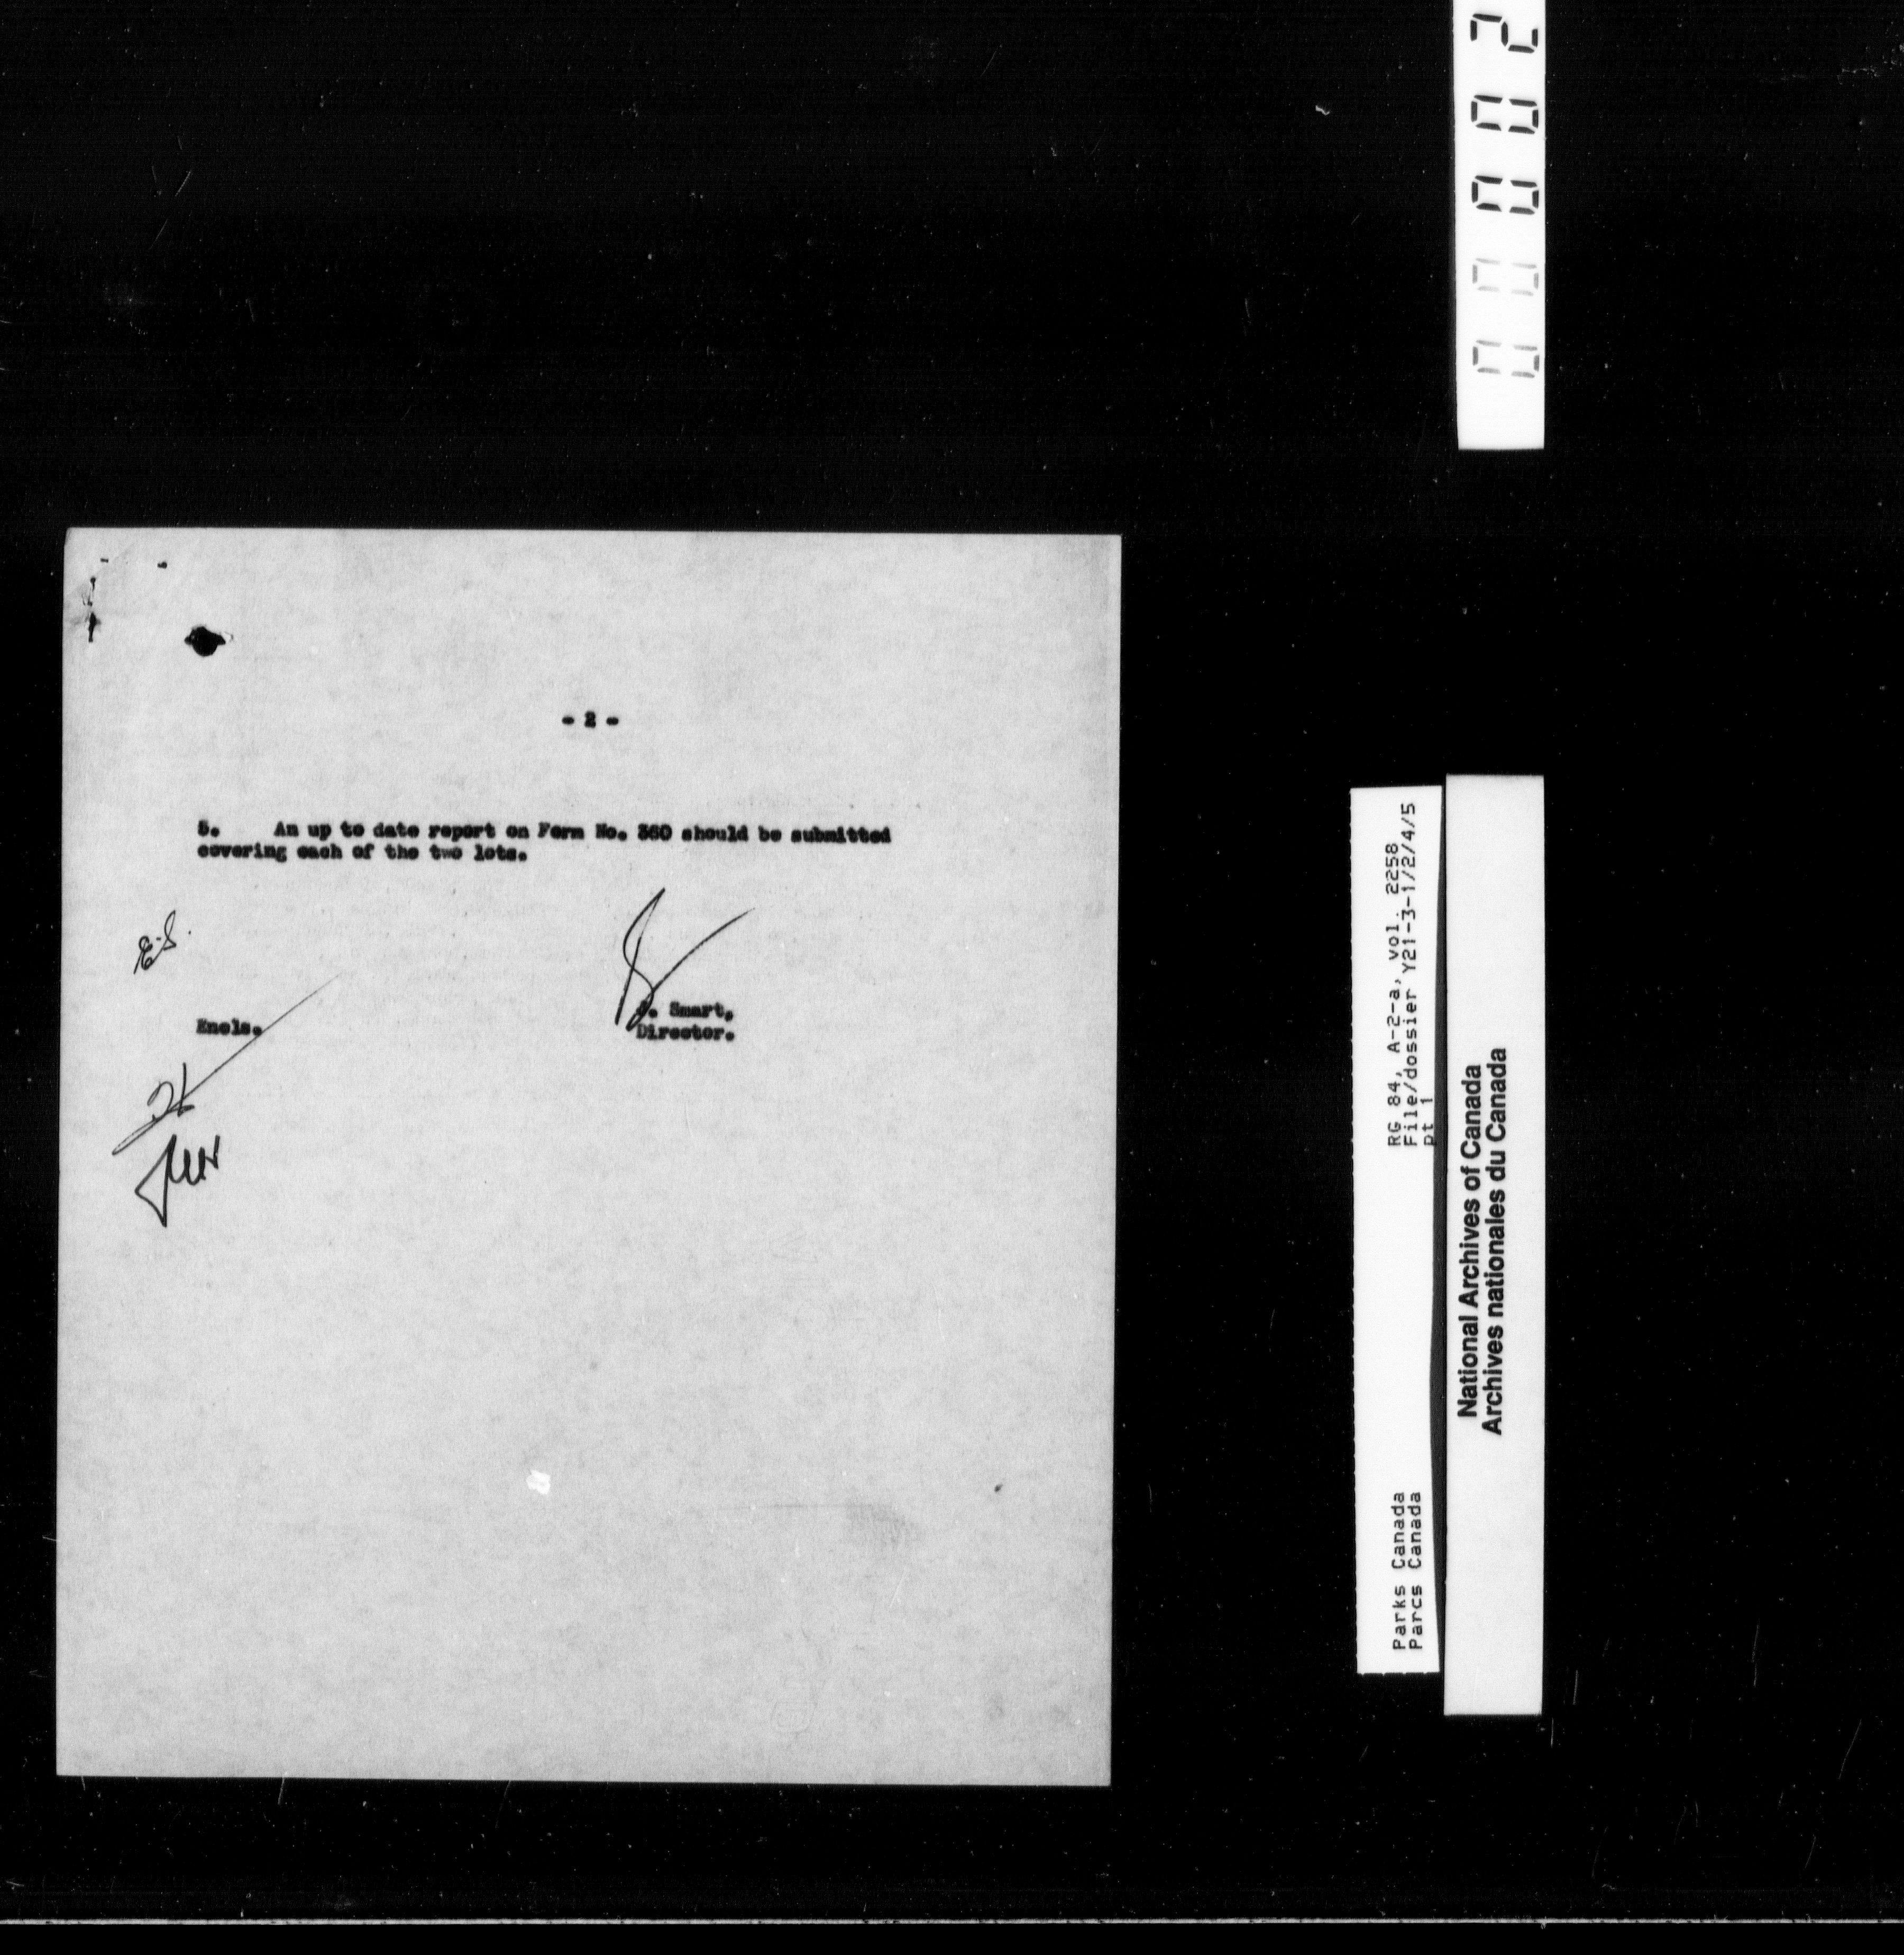 - 2 -
5. An up to date report on Form No. 360 should be submitted
covering each of the two lots.
E.S.
J. Smart,
Director.
Encls.
RG 84, A-2-a, vol. 2258
File/dossier Y21-3-1/2/4/5
pt 1
Parks Canada
Parcs Canada
National Archives of Canada
Archives nationales du Canada
00002